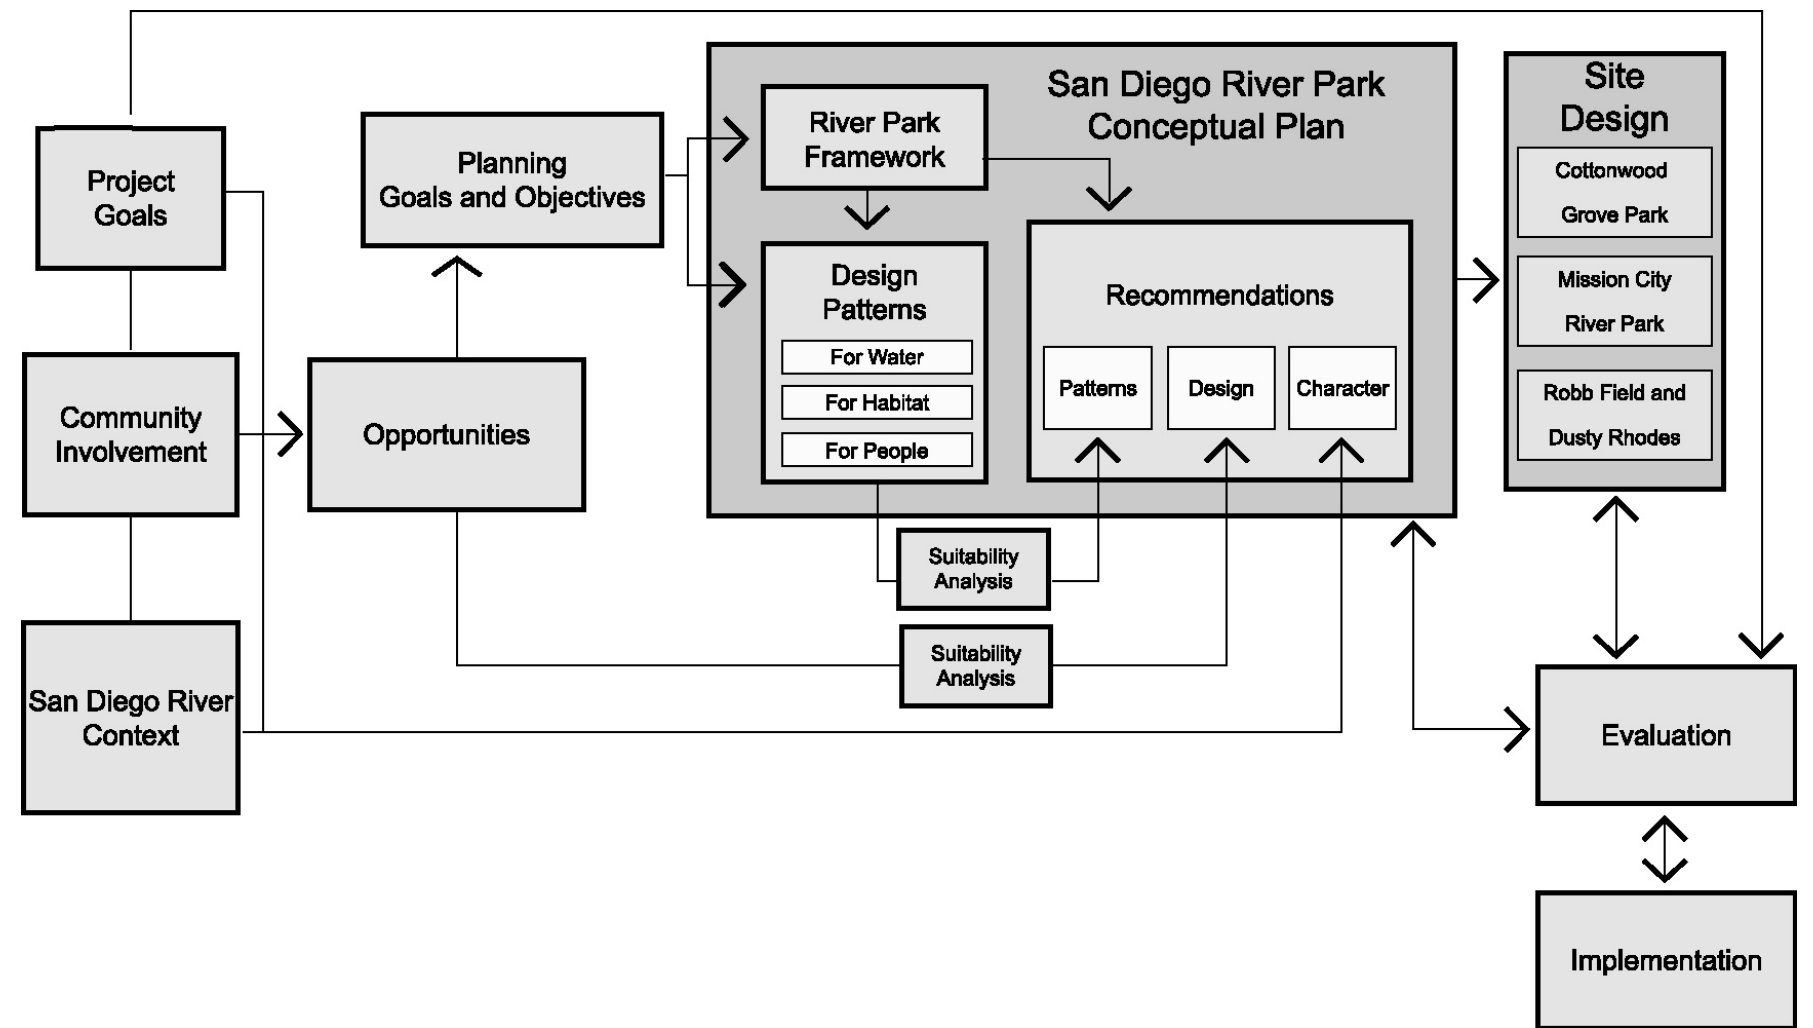 Project
Goals
Community
Involvement
San Diego River
Context
Opportunities
Planning
Goals and Objectives
San Diego River Park
Conceptual Plan
River Park
Framework
Design
Patterns
For Water
For Habitat
For People
Recommendations
Patterns
Design
Character
Suitability
Analysis
Suitability
Analysis
Site
Design
Cottonwood
Grove Park
Mission City
River Park
Robb Field and
Dusty Rhodes
Evaluation
Implementation